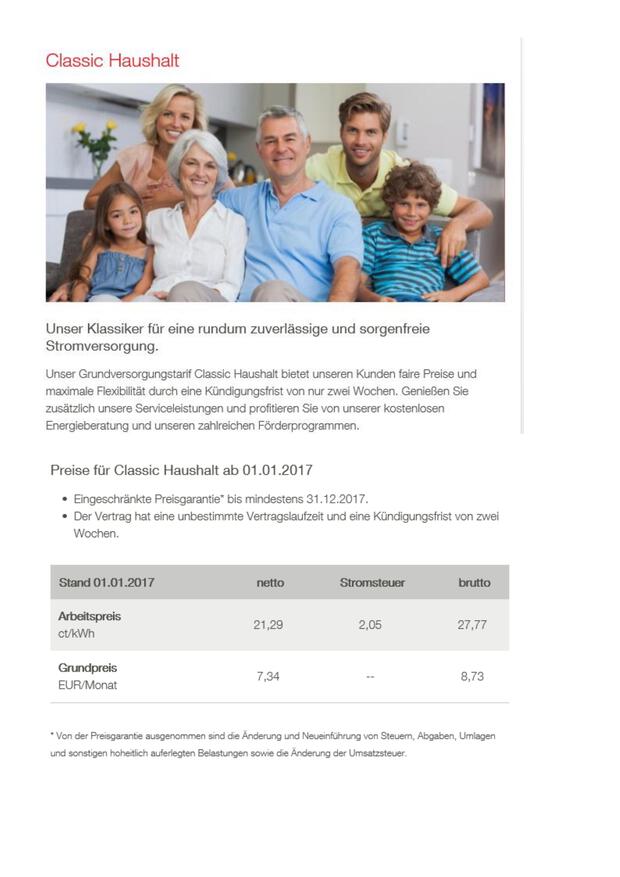 Classic Haushalt
Unser Klassiker für eine rundum zuverlässige und sorgenfreie
Stromversorgung.
Unser Grundversorgungstarif Classic Haushalt bietet unseren Kunden faire Preise und
maximale Flexibilität durch eine Kündigungsfrist von nur zwei Wochen. Genießen Sie
zusätzlich unsere Serviceleistungen und profitieren Sie von unserer kostenlosen
Energieberatung und unseren zahlreichen Förderprogrammen.
Preise für Classic Haushalt ab 01.01.2017
• Eingeschränkte Preisgarantie* bis mindestens 31.12.2017.
• Der Vertrag hat eine unbestimmte Vertragslaufzeit und eine Kündigungsfrist von zwei
Wochen.
Stand 01.01.2017 netto Stromsteuer brutto
Arbeitspreis
ct/kWh 21,29 2,05 27,77
Grundpreis
EUR/Monat 7,34 -- 8,73
* Von der Preisgarantie ausgenommen sind die Änderung und Neueinführung von Steuern, Abgaben, Umlagen
und sonstigen hoheitlich auferlegten Belastungen sowie die Änderung der Umsatzsteuer.